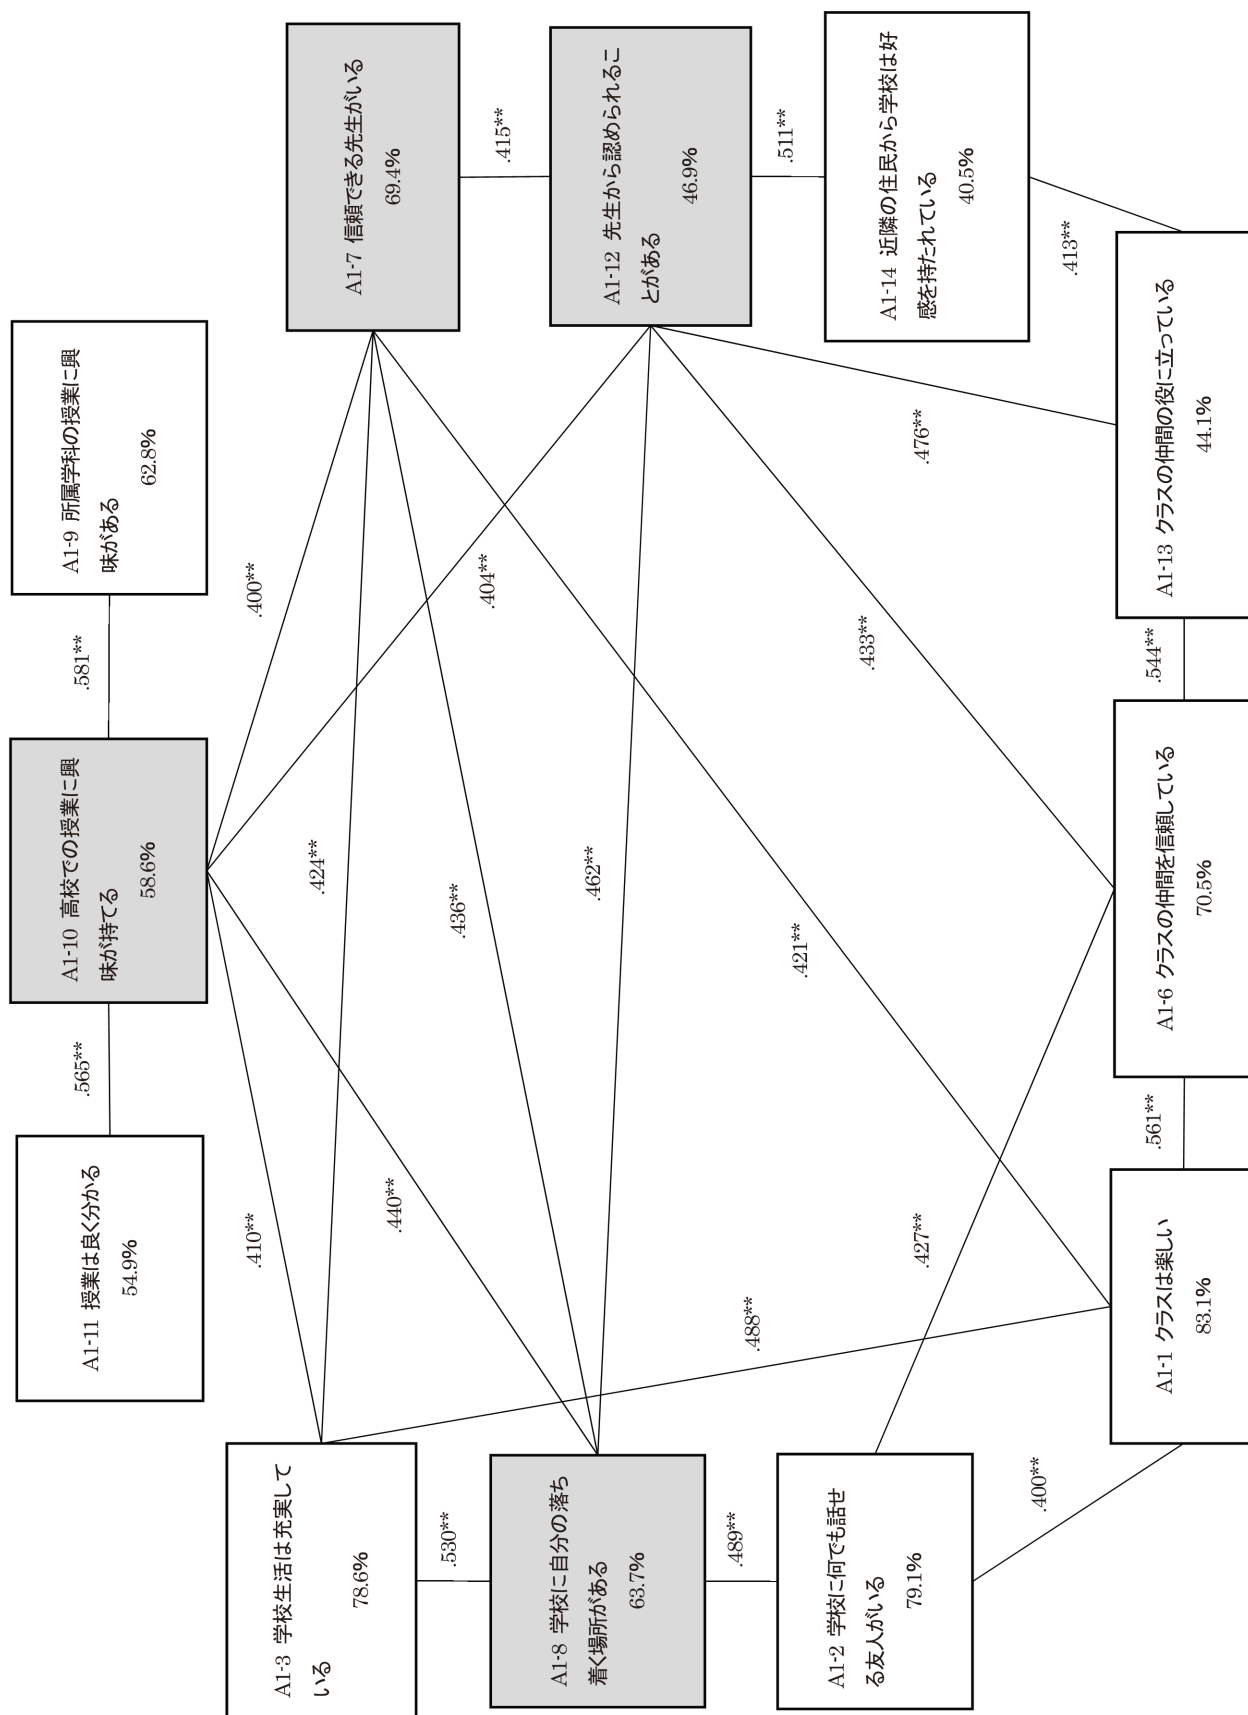 A1-11 授業は良く分かる
54.9%
.565**
A1-10 高校での授業に興
味が持てる
58.6%
.581**
A1-9 所属学科の授業に興
味がある
62.8%
A1-3 学校生活は充実して
いる
78.6%
.410**
.400**
.424**
A1-7 信頼できる先生がいる
69.4%
.440**
.530**
.436**
.404**
.415**
A1-8 学校に自分の落ち
着く場所がある
63.7%
.462**
A1-12 先生から認められるこ
とがある
46.9%
.489**
.488**
.421**
.433**
.511**
A1-2 学校に何でも話せ
る友人がいる
79.1%
.427**
.476**
A1-14 近隣の住民から学校は好
感を持たれている
40.5%
.400**
.413**
A1-1 クラスは楽しい
83.1%
.561**
A1-6 クラスの仲間を信頼している
70.5%
.544**
A1-13 クラスの仲間の役に立っている
44.1%